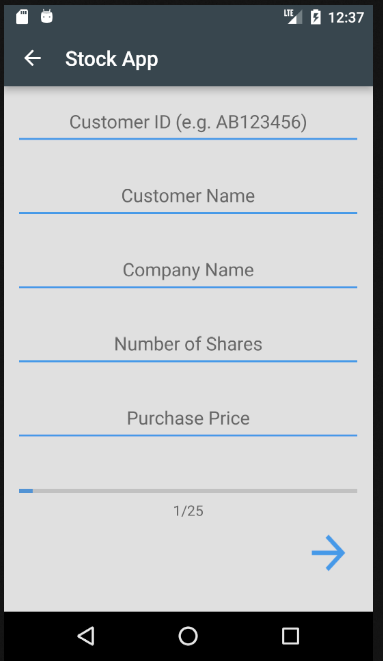 LTE 12:37
Stock App
Customer ID (e.g. AB123456)
Customer Name
Company Name
Number of Shares
Purchase Price
1/25